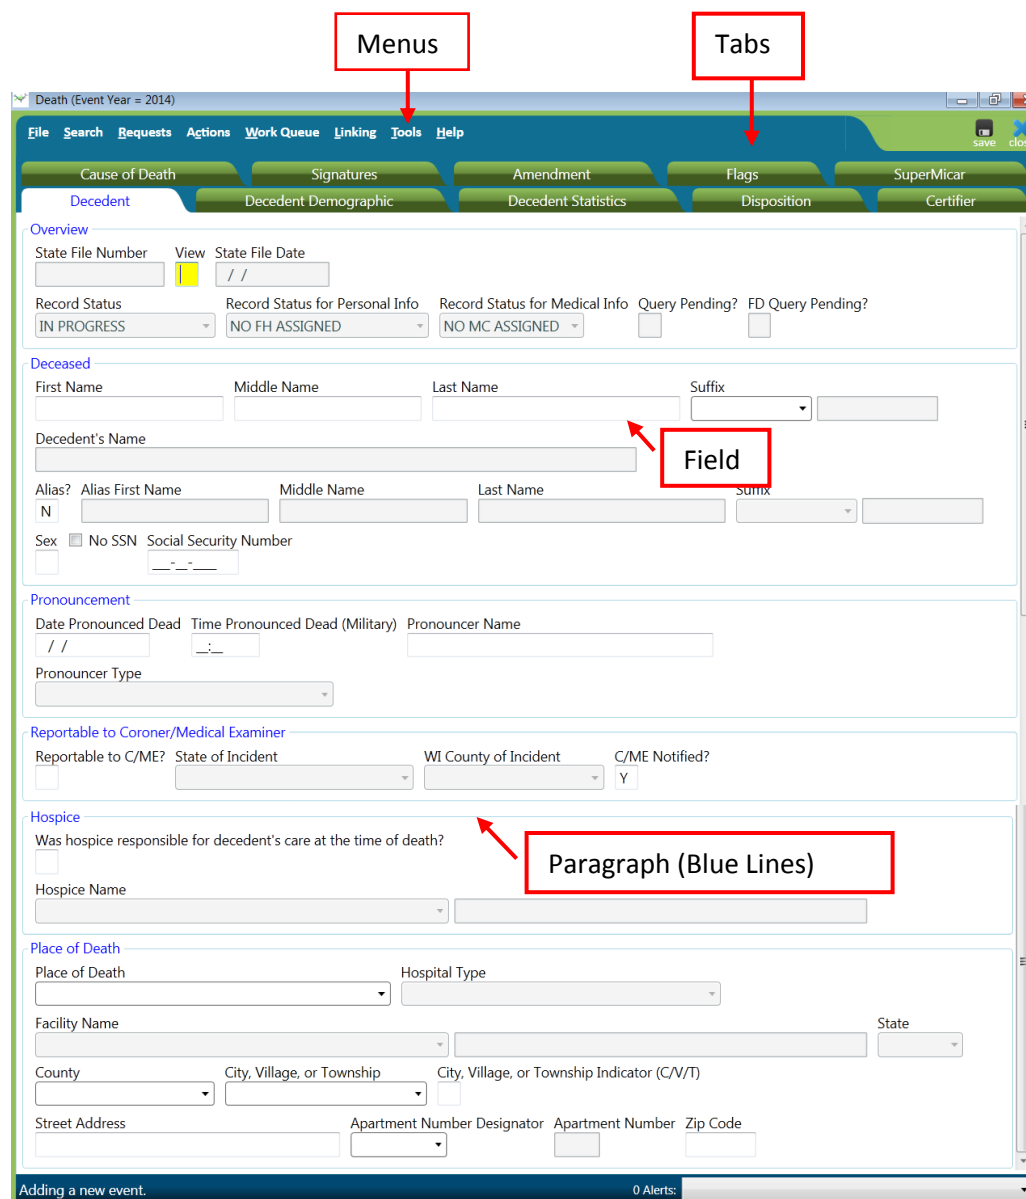 Menus Tabs
Death (Event Year = 2014)
File Search Requests Actions Work Queue Linking Tools Help
save clos
Cause of Death Signatures Amendment Flags SuperMicar
Decedent Decedent Demographic Decedent Statistics Disposition Certifier
Overview
State File Number View State File Date
/ /
Record Status Record Status for Personal Info Record Status for Medical Info Query Pending? FD Query Pending?
IN PROGRESS NO FH ASSIGNED NO MC ASSIGNED
Deceased
First Name Middle Name Last Name Suffix
Decedent's Name
Field
Alias? Alias First Name Middle Name Last Name Suffix
N
Sex No SSN Social Security Number
__-_-___
Pronouncement
Date Pronounced Dead Time Pronounced Dead (Military) Pronouncer Name
/ / __:__
Pronouncer Type
Reportable to Coroner/Medical Examiner
Reportable to C/ME? State of Incident WI County of Incident C/ME Notified?
Y
Hospice
Was hospice responsible for decedent's care at the time of death?
Paragraph (Blue Lines)
Hospice Name
Place of Death
Place of Death Hospital Type
Facility Name State
County City, Village, or Township City, Village, or Township Indicator (C/V/T)
Street Address Apartment Number Designator Apartment Number Zip Code
Adding a new event. 0 Alerts: